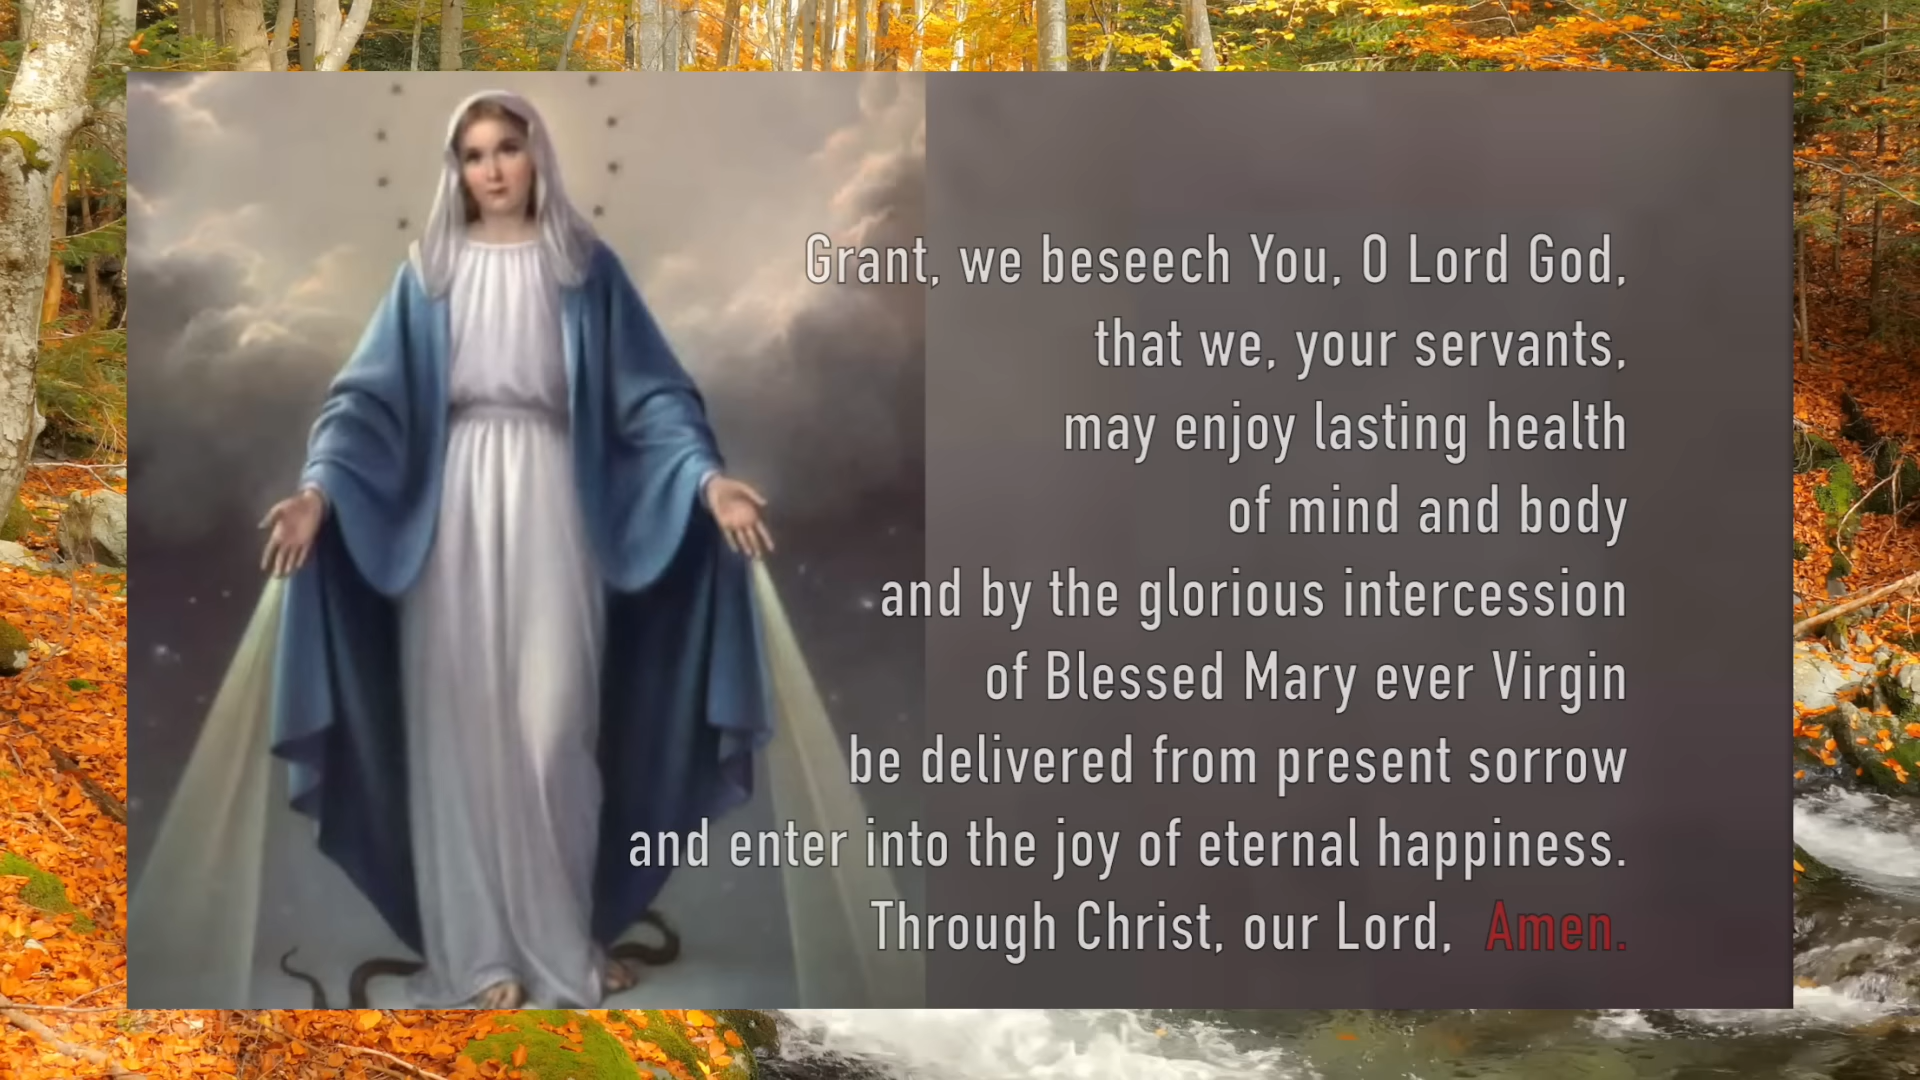 Grant, we beseech You, O Lord God,
that we, your servants,
may enjoy lasting health
of mind and body
and by the glorious intercession
of Blessed Mary ever Virgin
be delivered from present sorrow
and enter into the joy of eternal happiness.
Through Christ, our Lord, Amen.